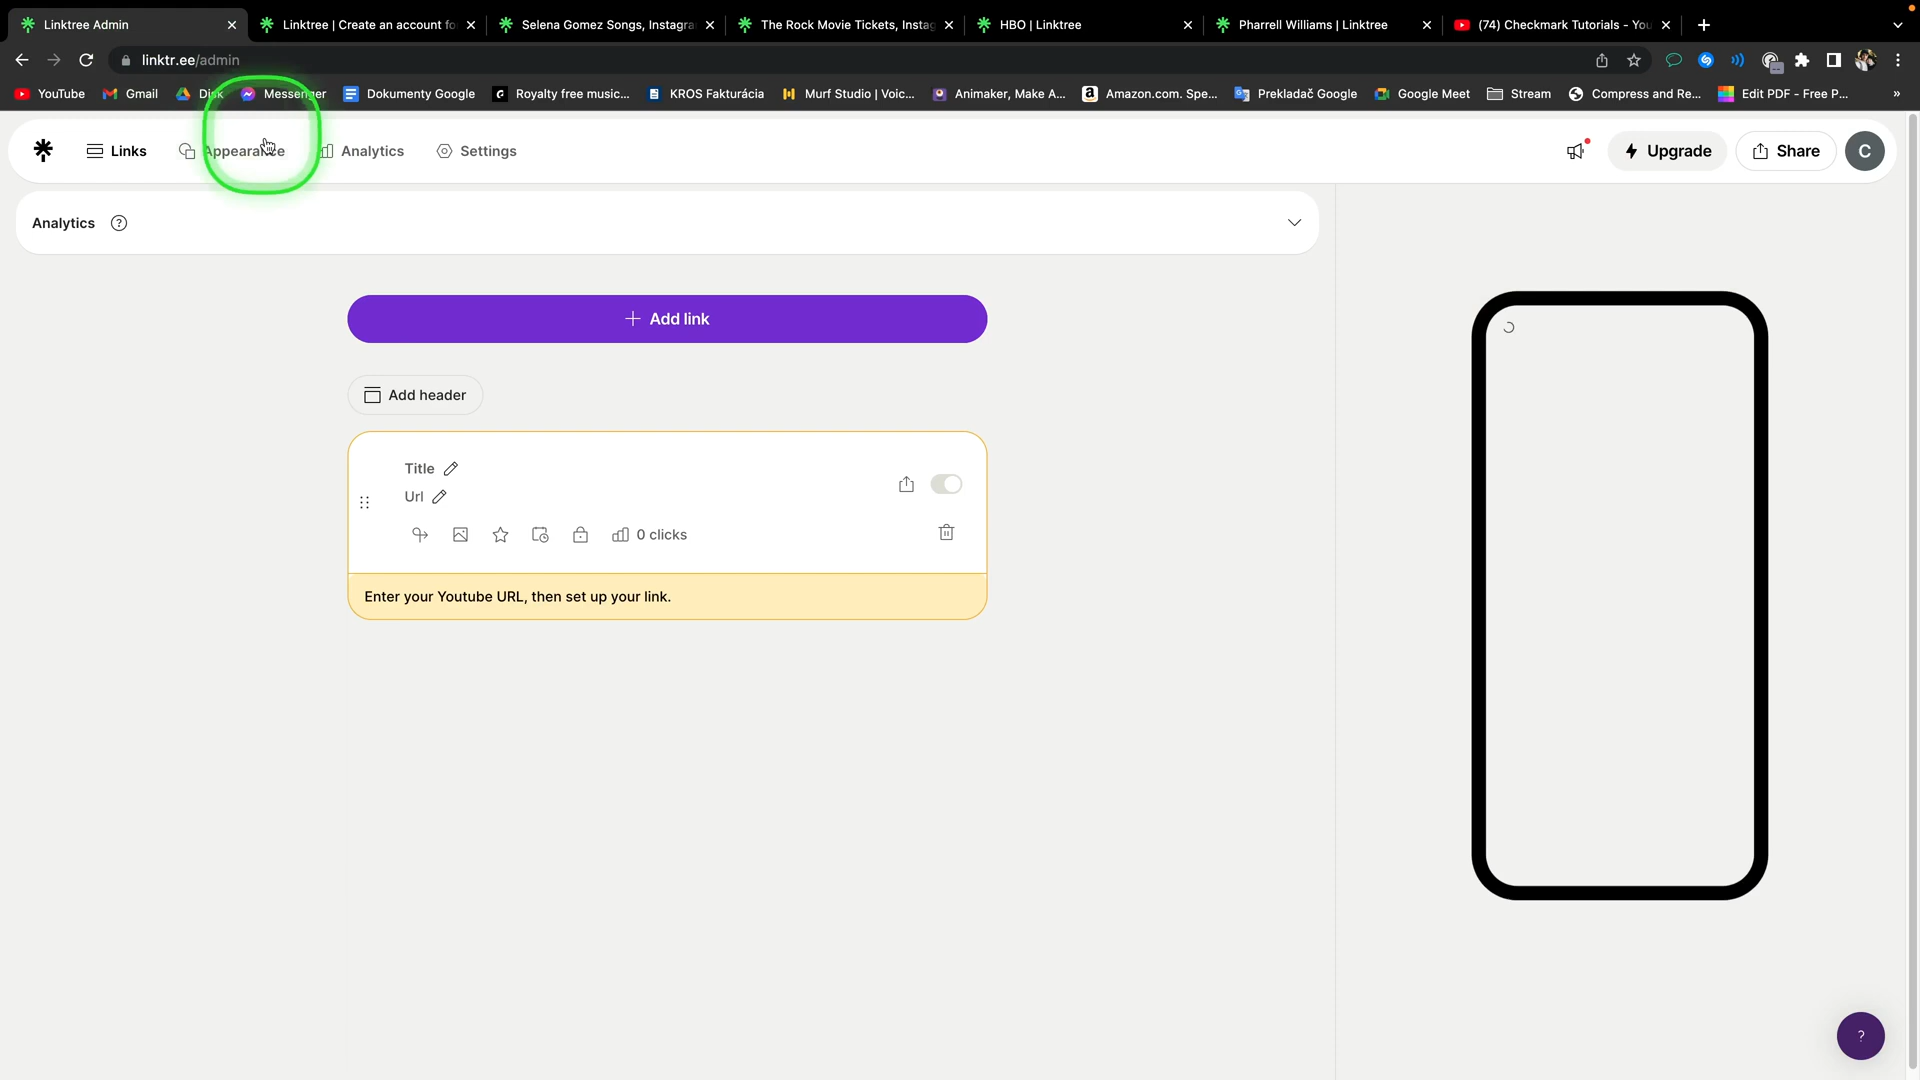 Linktree Admin
Linktree | Create an account fo
Selena Gomez Songs, Instagra
The Rock Movie Tickets, Instag
HBO | Linktree
Pharrell Williams | Linktree
(74) Checkmark Tutorials - You
linktr.ee/admin
YouTube
Gmail
Disk
Messenger
Dokumenty Google
Royalty free music...
KROS Fakturácia
Murf Studio | Voic...
Animaker, Make A...
Amazon.com. Spe...
Prekladač Google
Google Meet
Stream
Compress and Re...
Edit PDF - Free P...
»
Links
Appearance
Analytics
Settings
Upgrade
Share
C
Analytics ?
+ Add link
Add header
Title
Url
0 clicks
Enter your Youtube URL, then set up your link.
?